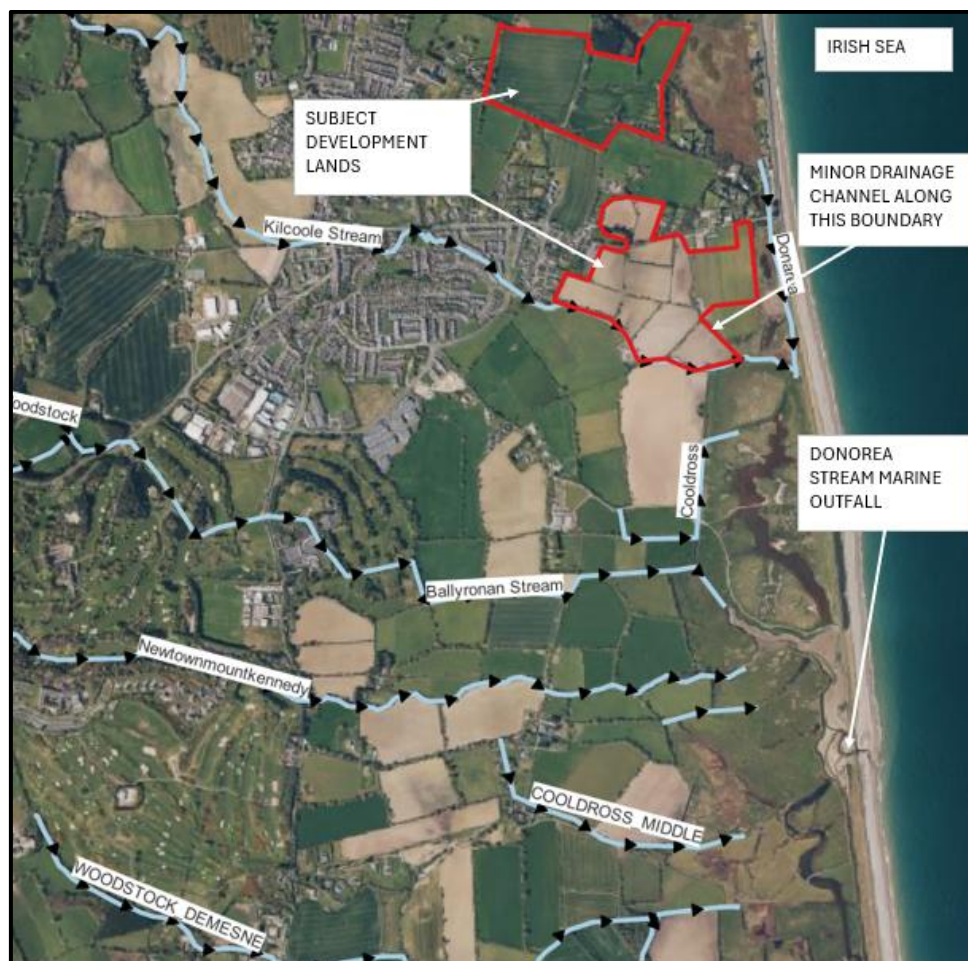 IRISH SEA
SUBJECT
DEVELOPMENT
LANDS
MINOR DRAINAGE
CHANNEL ALONG
THIS BOUNDARY
Kilcoole Stream
oodstock
Cooldross
DONOREA
STREAM MARINE
OUTFALL
Ballyronan Stream
Newtownmountkennedy
COOLDROSS_MIDDLE
WOODSTOCK_DEMESNE